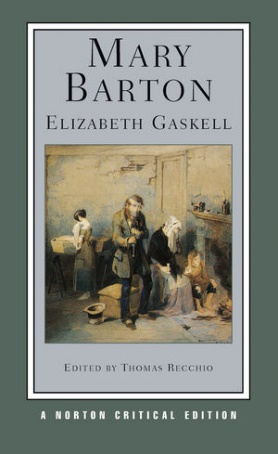 MARY
BARTON
ELIZABETH GASKELL
EDITED BY THOMAS RECCHIO
A NORTON CRITICAL EDITION